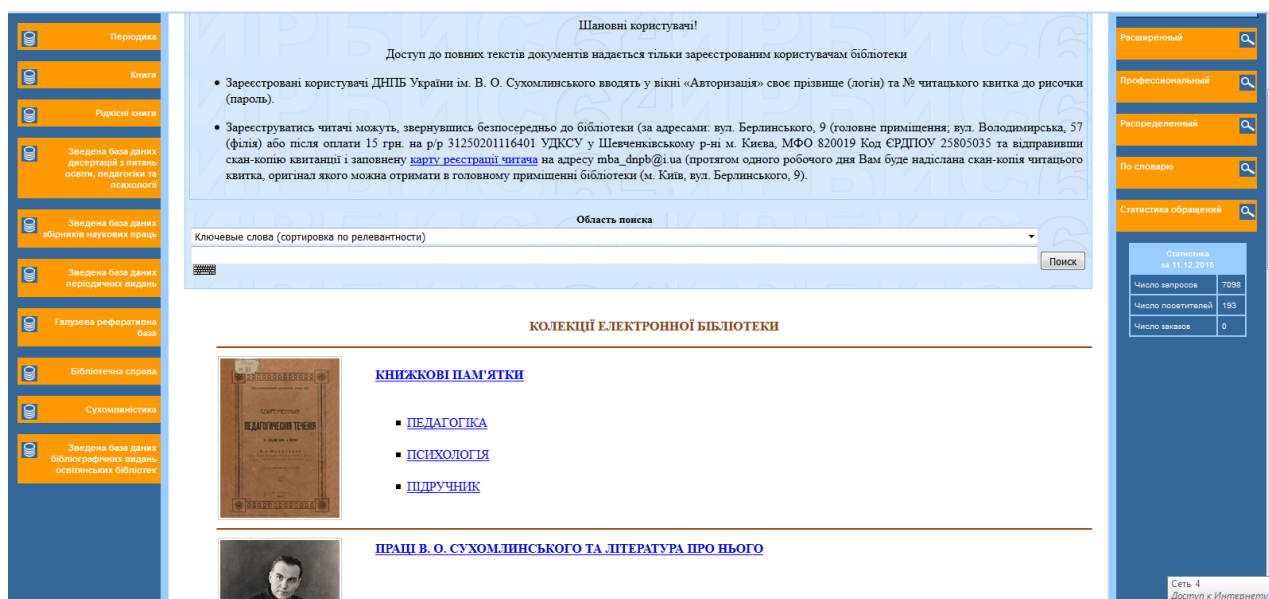 Періодика
Книги
Рідкісні книги
Зведена база даних
дисертацій з питань
освіти, педагогіки та
психології
Зведена база даних
збірників наукових праць
Зведена база даних
періодичних видань
Галузева реферативна
база
Бібліотечна справа
Сухомлиністика
Зведена база даних
бібліографічних видань
освітянських бібліотек
Шановні користувачі!
Доступ до повних текстів документів надається тільки зареєстрованим користувачам бібліотеки
• Зареєстровані користувачі ДНПБ України ім. В. О. Сухомлинського вводять у вікні «Авторизація» своє прізвище (логін) та № читацького квитка до рисочки
(пароль).
• Зареєструватись читачі можуть, звернувшись безпосередньо до бібліотеки (за адресами: вул. Берлинського, 9 (головне приміщення; вул. Володимирська, 57
(філія) або після оплати 15 грн. на р/р 31250201116401 УДКСУ у Шевченківському р-ні м. Києва, МФО 820019 Код ЄРДПОУ 25805035 та відправивши
скан-копію квитанції і заповнену карту реєстрації читача на адресу mba_dnpb@i.ua (протягом одного робочого дня Вам буде надіслана скан-копія читацького
квитка, оригінал якого можна отримати в головному приміщенні бібліотеки (м. Київ, вул. Берлинського, 9).
Область поиска
Ключевые слова (сортировка по релевантности)
Поиск
КОЛЕКЦІЇ ЕЛЕКТРОННОЇ БІБЛІОТЕКИ
ПЕДАГОГИЧЕСКІЯ ТЕЧЕНІЯ
КНИЖКОВІ ПАМ'ЯТКИ
ПЕДАГОГІКА
ПСИХОЛОГІЯ
ПІДРУЧНИК
ПРАЦІ В. О. СУХОМЛИНСЬКОГО ТА ЛІТЕРАТУРА ПРО НЬОГО
Расширенный
Профессиональный
Распределенный
По словарю
Статистика обращений
Статистика
за 11.12.2015
Число запросов 7098
Число посетителей 193
Число заказов 0
Сеть 4
Доступ к Интернету